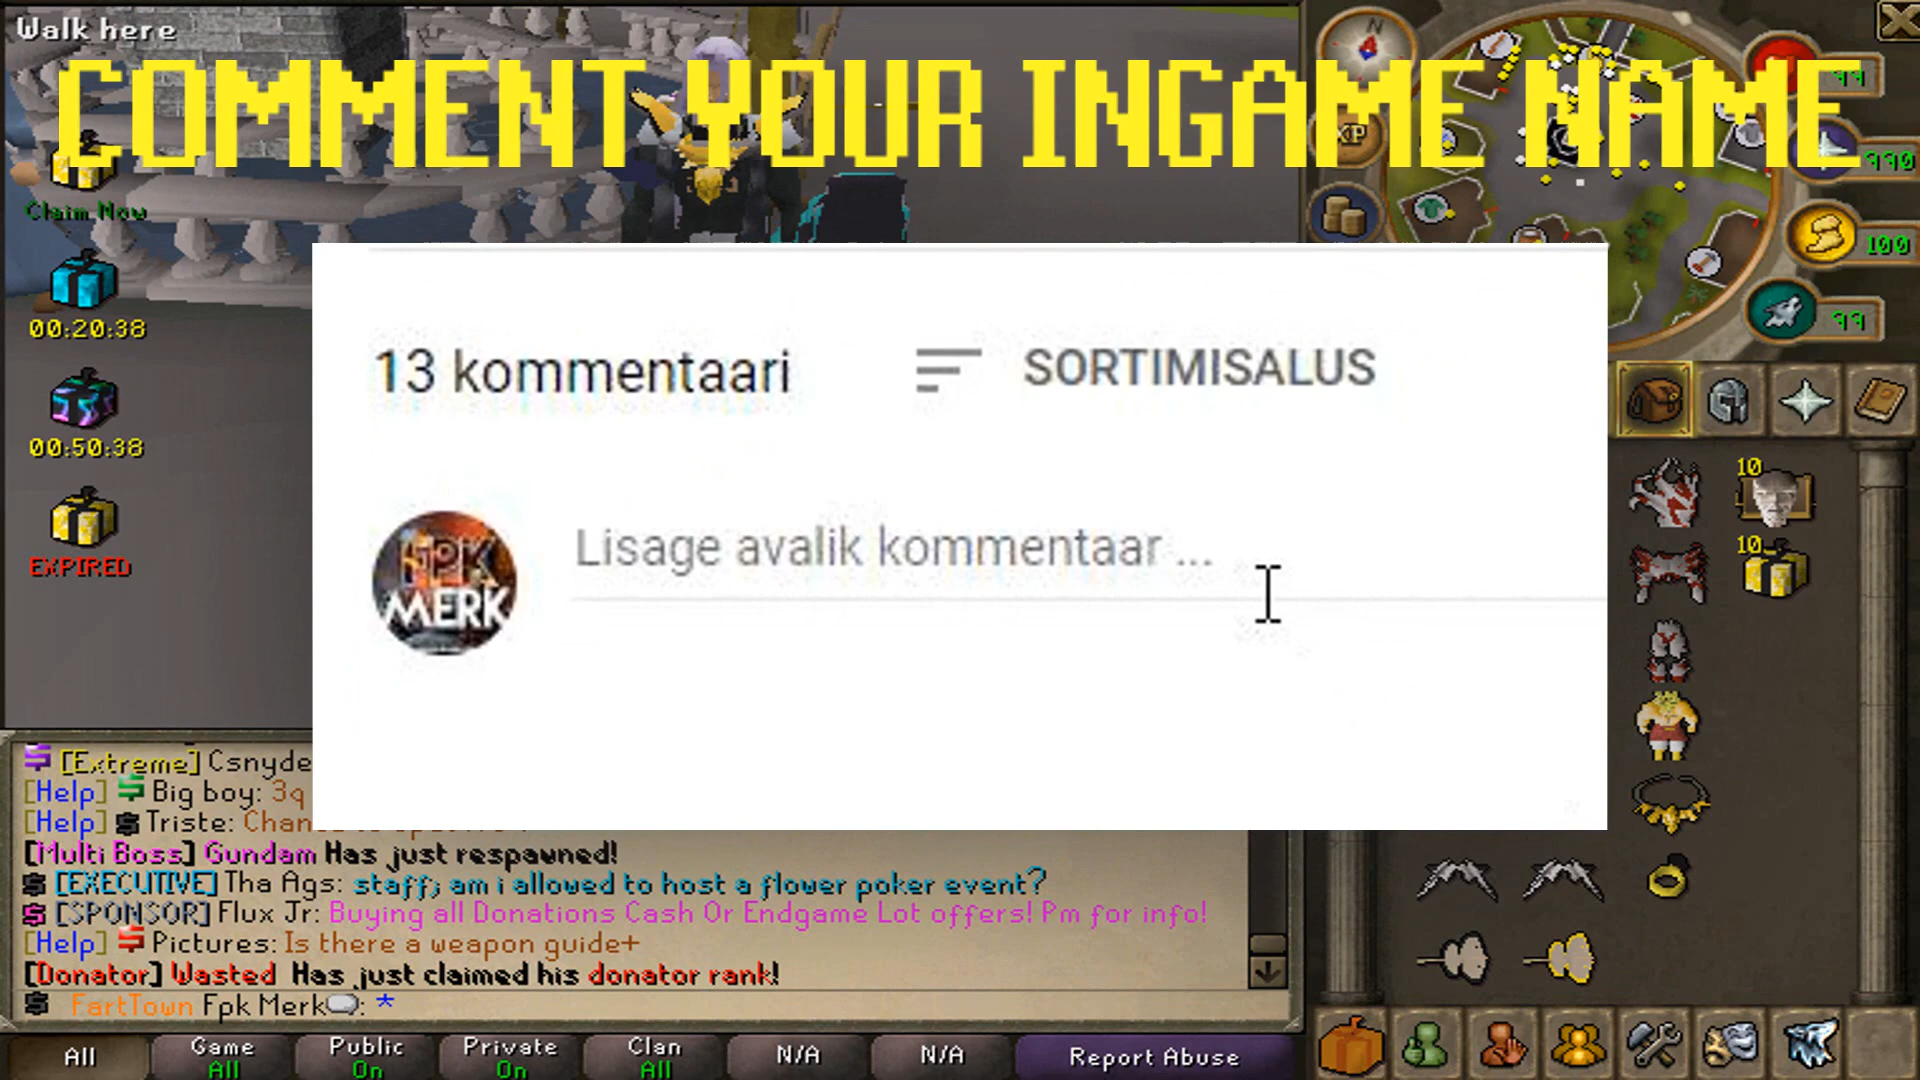 Walk here
COMMENT YOUR INGAME NAME
99
XP
990
Claim Now
100
00:20:38
99
13 kommentaari
SORTIMISALUS
00:50:38
10
EXPIRED
FPK
MERK
Lisage avalik kommentaar ...
10
[Extreme] Csnyde
[Help] Big boy: 3q
[Help] Triste: Chan
[Multi Boss] Gundam Has just respawned!
[EXECUTIVE] Tha Ags: staff, am i allowed to host a flower poker event?
[SPONSOR] Flux Jr: Buying all Donations Cash Or Endgame Lot offers! Pm for info!
[Help] Pictures: Is there a weapon guide+
[Donator] Wasted Has just claimed his donator rank!
FartTown Fpk Merk: *
All
Game
All
Public
On
Private
On
Clan
All
N/A
N/A
Report Abuse